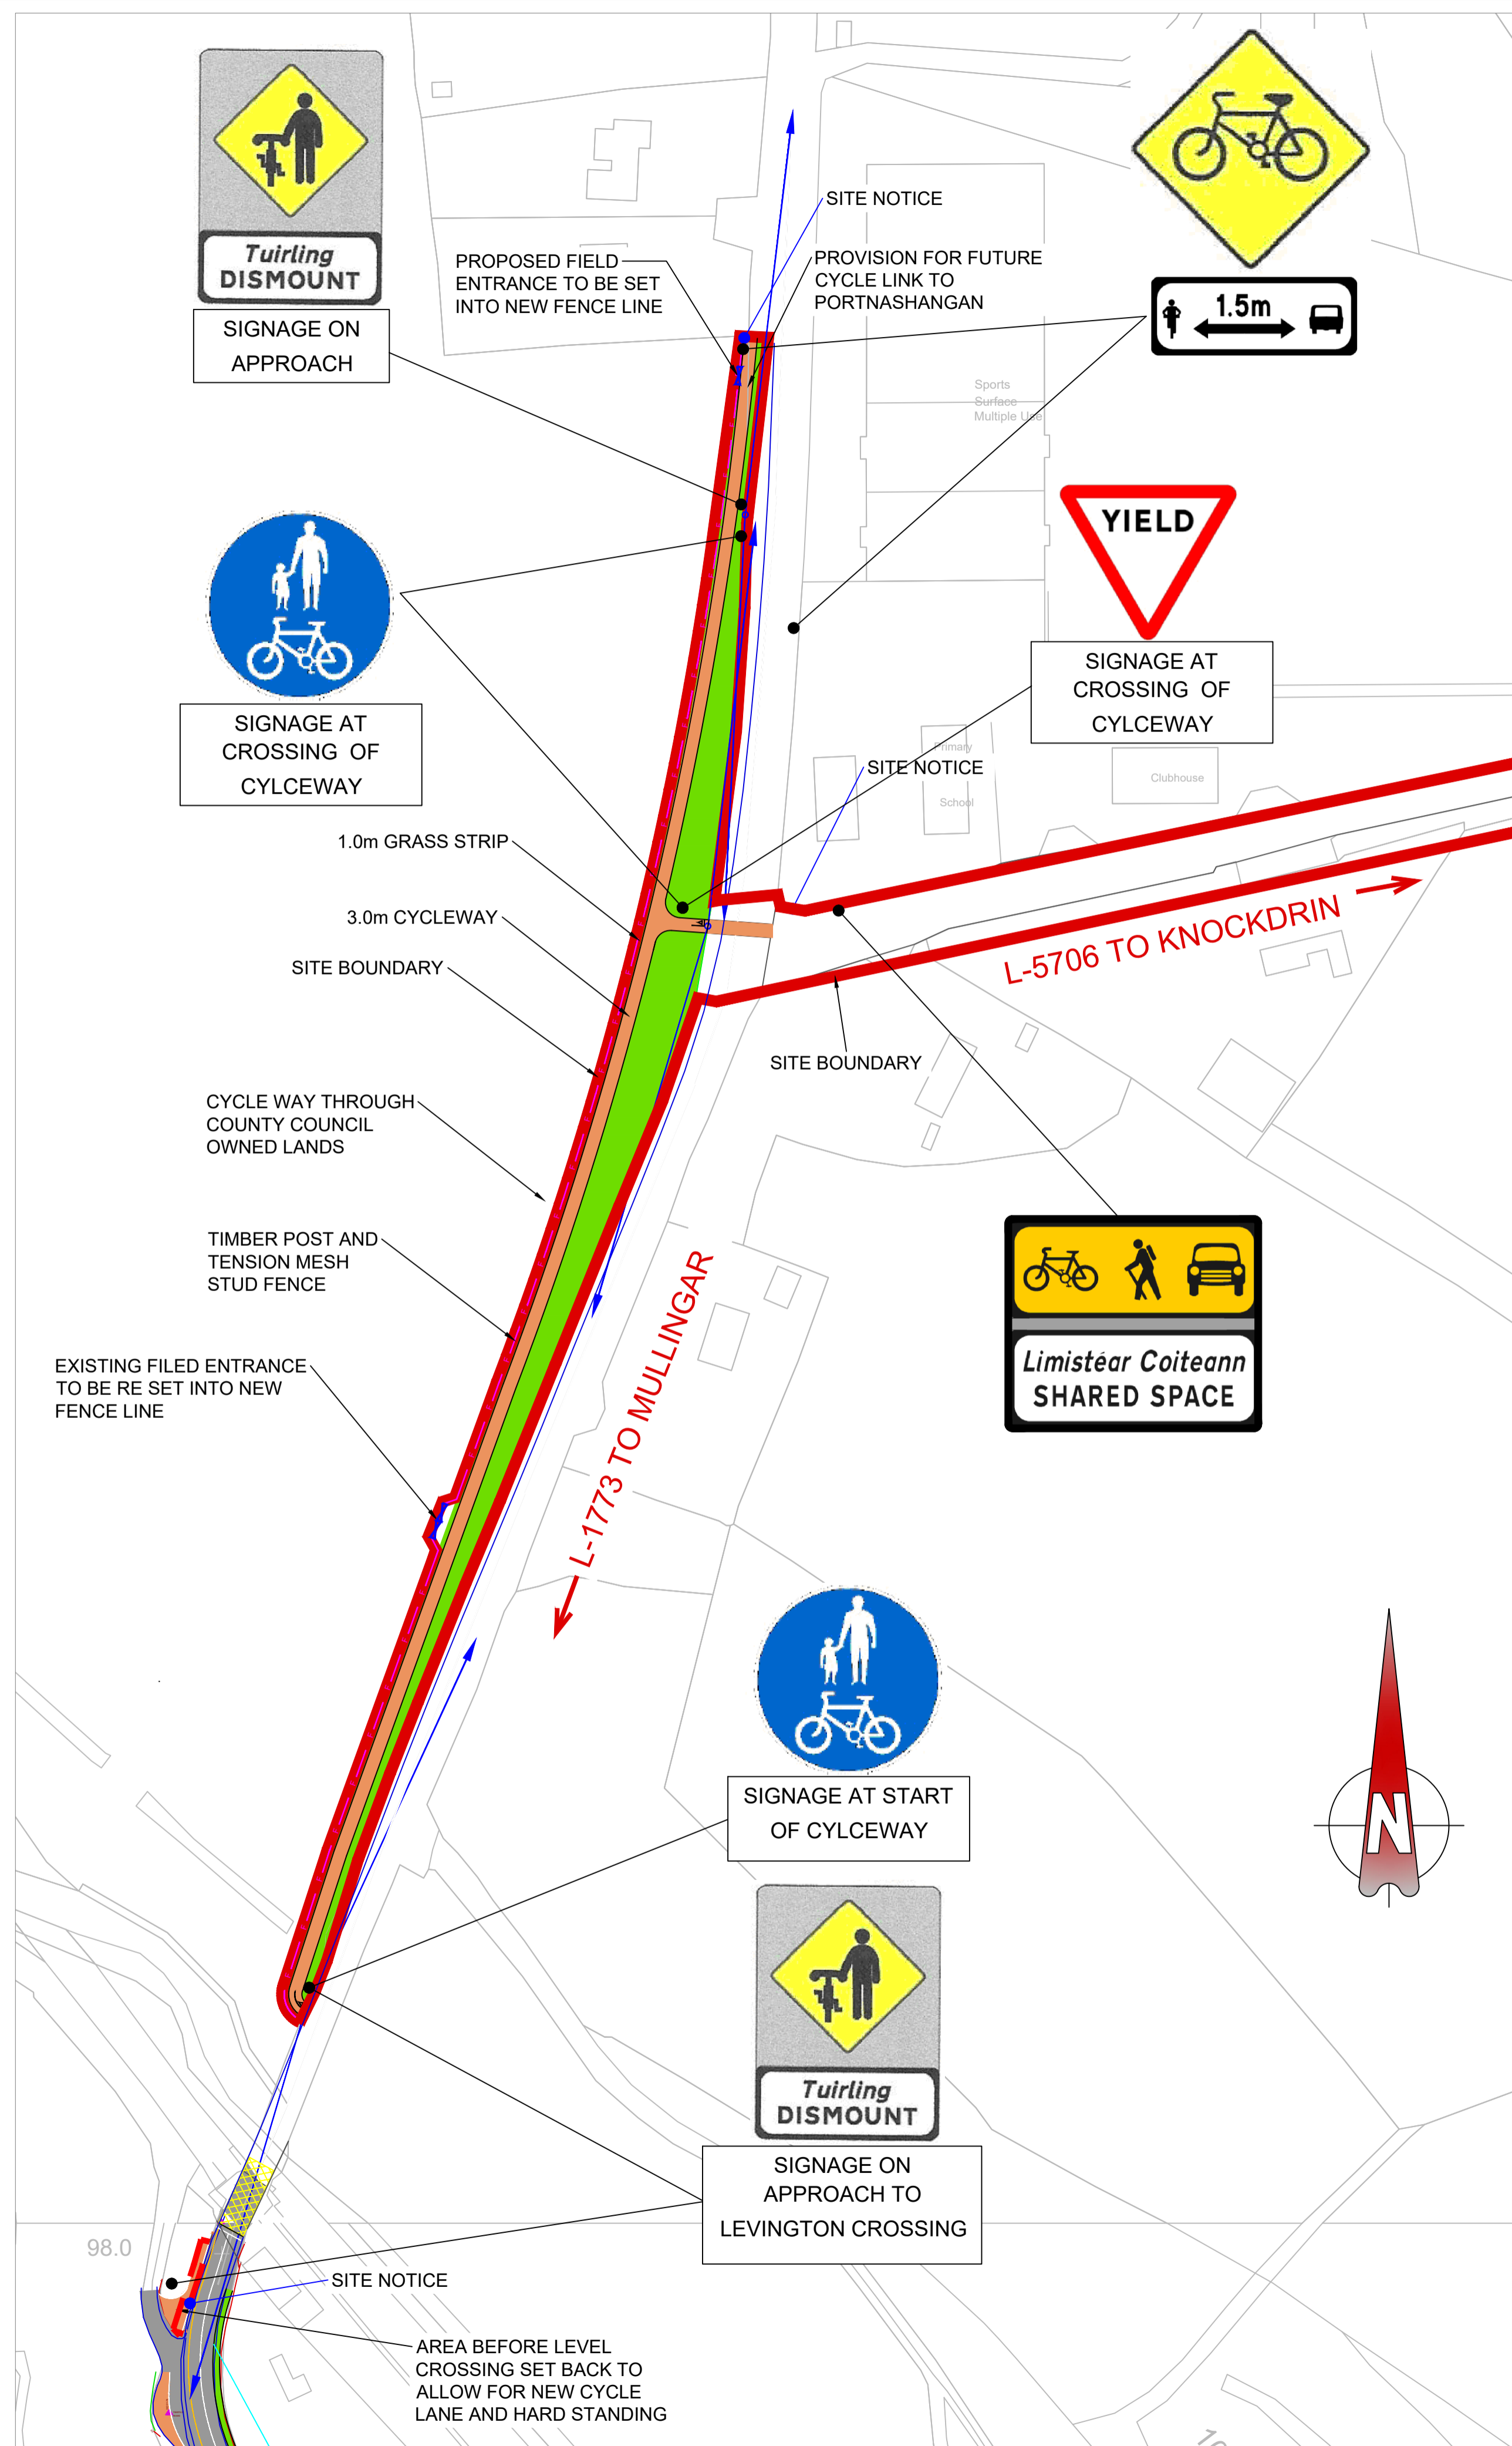 Tuirling
DISMOUNT
SIGNAGE ON
APPROACH
SITE NOTICE
PROPOSED FIELD
ENTRANCE TO BE SET
INTO NEW FENCE LINE
PROVISION FOR FUTURE
CYCLE LINK TO
PORTNASHANGAN
1.5m
Sports
Surface
Multiple Use
YIELD
SIGNAGE AT
CROSSING OF
CYLCEWAY
SIGNAGE AT
CROSSING OF
CYLCEWAY
Primary
School
SITE NOTICE
Clubhouse
1.0m GRASS STRIP
3.0m CYCLEWAY
SITE BOUNDARY
L-5706 TO KNOCKDRIN
SITE BOUNDARY
CYCLE WAY THROUGH
COUNTY COUNCIL
OWNED LANDS
TIMBER POST AND
TENSION MESH
STUD FENCE
EXISTING FILED ENTRANCE
TO BE RE SET INTO NEW
FENCE LINE
L-1773 TO MULLINGAR
Limistéar Coiteann
SHARED SPACE
SIGNAGE AT START
OF CYLCEWAY
N
Tuirling
DISMOUNT
SIGNAGE ON
APPROACH TO
LEVINGTON CROSSING
98.0
SITE NOTICE
AREA BEFORE LEVEL
CROSSING SET BACK TO
ALLOW FOR NEW CYCLE
LANE AND HARD STANDING